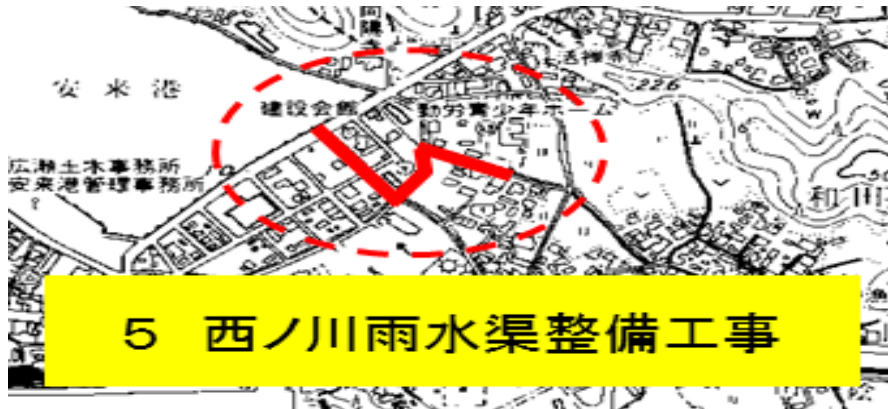 安来港
建設会館
勤労青少年ホーム
226
広瀬土木事務所
安来港管理事務所
5 西ノ川雨水渠整備工事